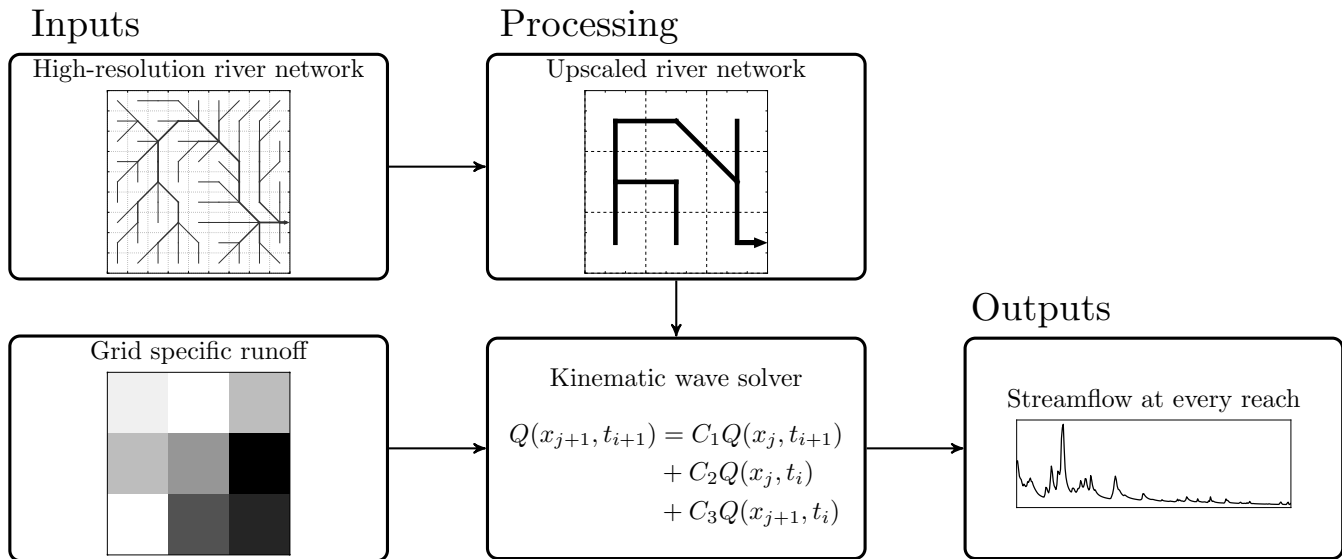 Inputs
Processing
High-resolution river network
Upscaled river network
Outputs
Grid specific runoff
Kinematic wave solver
Q(x_{j+1}, t_{i+1}) = C_1Q(x_j, t_{i+1})
+ C_2Q(x_j, t_i)
+ C_3Q(x_{j+1}, t_i)
Streamflow at every reach